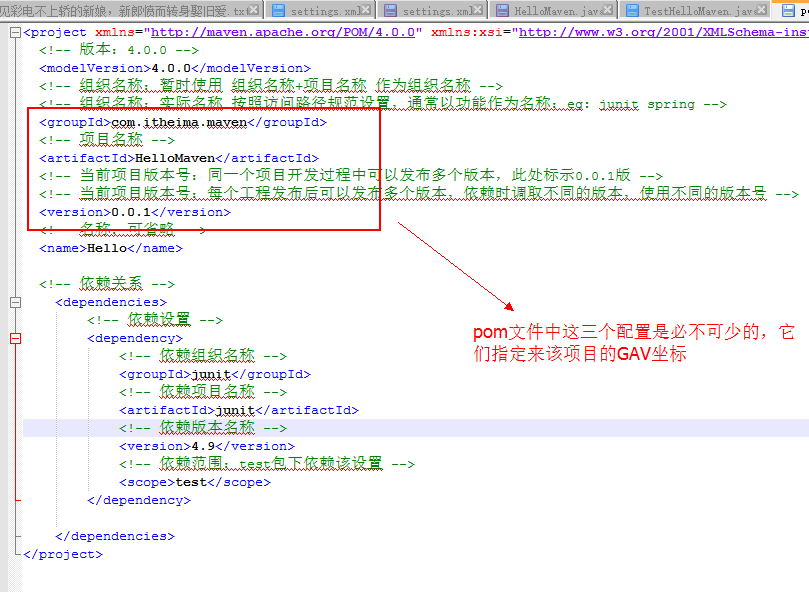 见彩电不上轿的新娘，新郎愤而转身娶旧爱.txt settings.xml settings.xml HelloMaven.java TestHelloMaven.java
<project xmlns="http://maven.apache.org/POM/4.0.0" xmlns:xsi="http://www.w3.org/2001/XMLSchema-ins
<!-- 版本：4.0.0 -->
<modelVersion>4.0.0</modelVersion>
<!-- 组织名称：暂时使用 组织名称+项目名称 作为组织名称 -->
<!-- 组织名称：实际名称 按照访问路径规范设置，通常以功能作为名称：eg：junit spring -->
<groupId>com.itheima.maven</groupId>
<!-- 项目名称 -->
<artifactId>HelloMaven</artifactId>
<!-- 当前项目版本号：同一个项目开发过程中可以发布多个版本，此处标示0.0.1版 -->
<!-- 当前项目版本号：每个工程发布后可以发布多个版本，依赖时调取不同的版本，使用不同的版本号 -->
<version>0.0.1</version>
<!-- 名称：可省略 -->
<name>Hello</name>
<!-- 依赖关系 -->
<dependencies>
<!-- 依赖设置 -->
<dependency>
<!-- 依赖组织名称 -->
<groupId>junit</groupId>
<!-- 依赖项目名称 -->
<artifactId>junit</artifactId>
<!-- 依赖版本名称 -->
<version>4.9</version>
<!-- 依赖范围：test包下依赖该设置 -->
<scope>test</scope>
</dependency>
</dependencies>
</project>
pom文件中这三个配置是必不可少的，它
们指定来该项目的GAV坐标